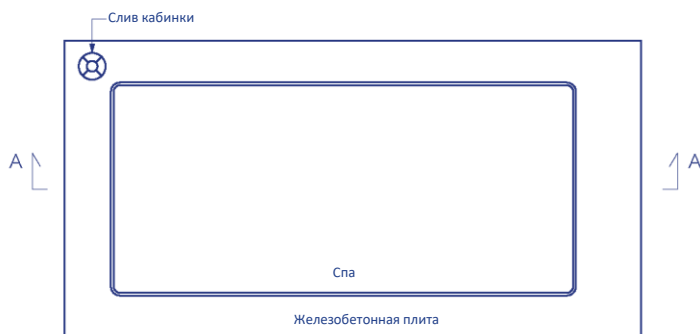 Слив кабинки
A
A
Спа
Железобетонная плита